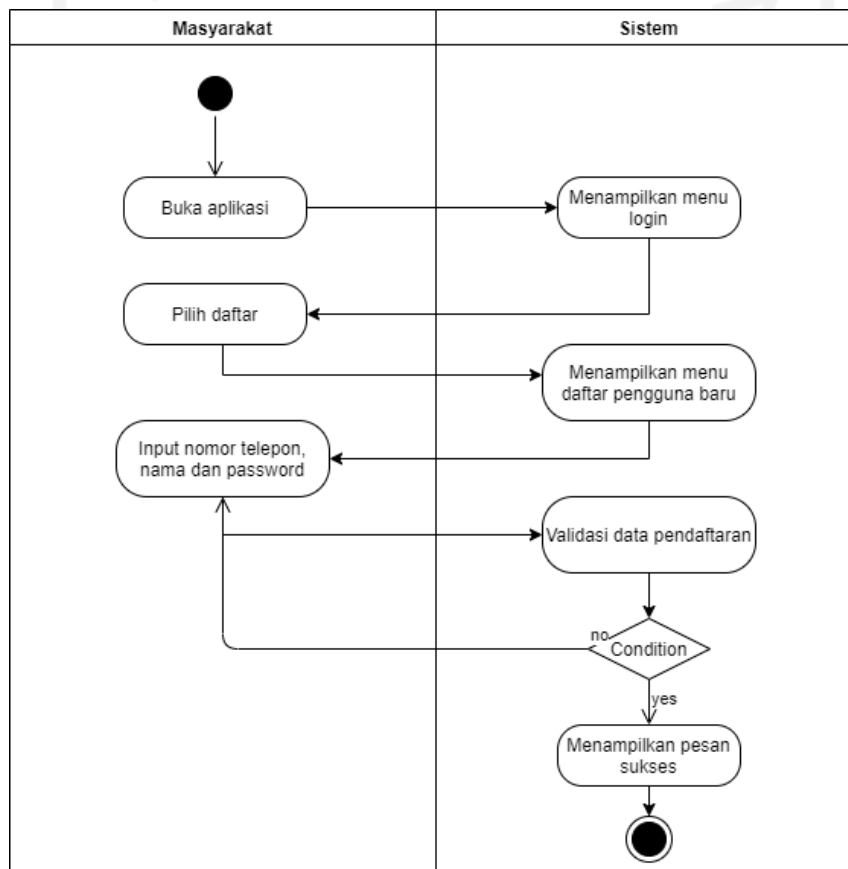 Masyarakat
Sistem
Buka aplikasi
Menampilkan menu
login
Pilih daftar
Menampilkan menu
daftar pengguna baru
Input nomor telepon,
nama dan password
Validasi data pendaftaran
no
Condition
yes
Menampilkan pesan
sukses